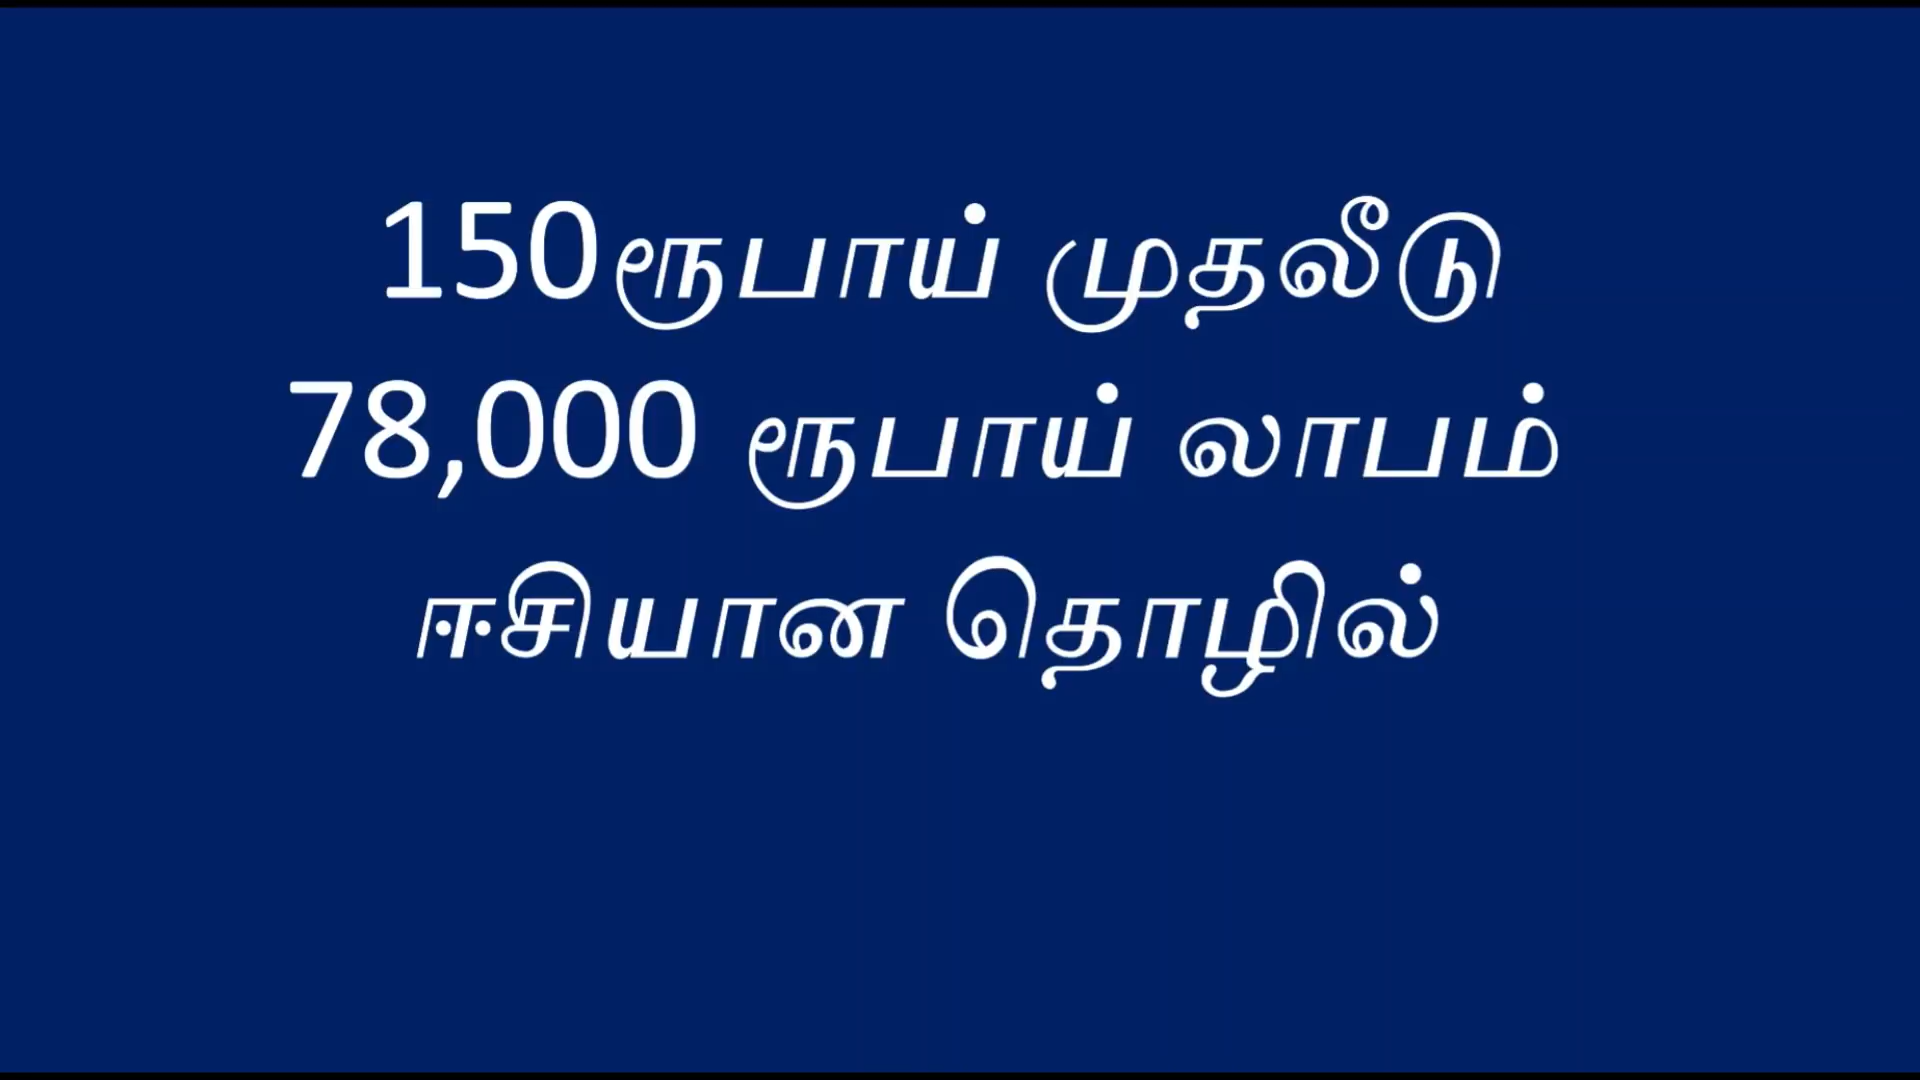 150ரூபாய் முதலீடு
78,000 ரூபாய் லாபம்
ஈசியான தொழில்